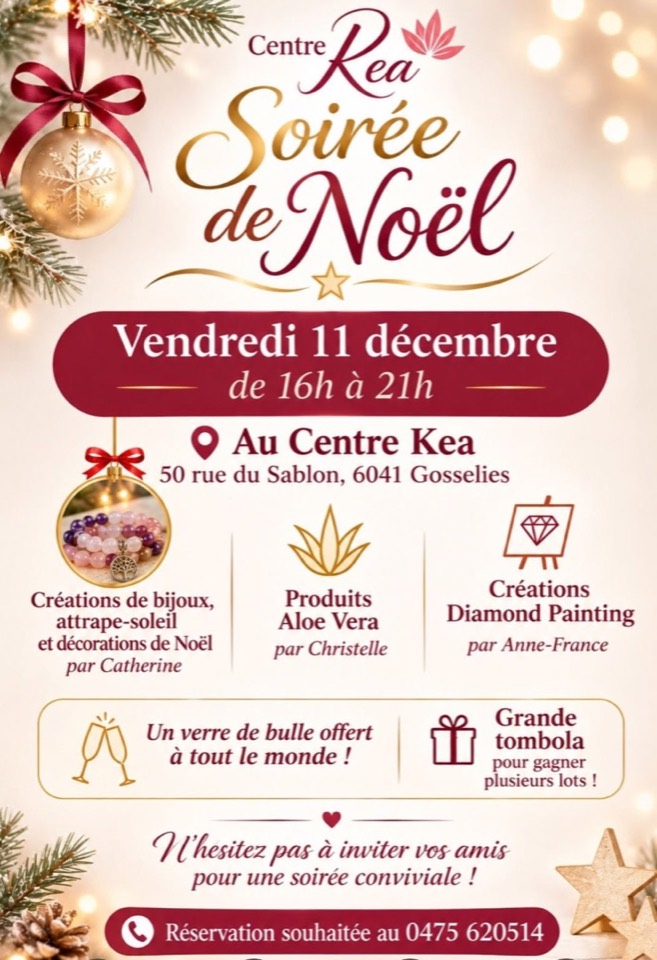 Centre Rea
Soirée
de Noël
Vendredi 11 décembre
de 16h à 21h
Au Centre Kea
50 rue du Sablon, 6041 Gosselies
Créations de bijoux,
attrape-soleil
et décorations de Noël
par Catherine
Produits
Aloe Vera
par Christelle
Créations
Diamond Painting
par Anne-France
Un verre de bulle offert
à tout le monde !
Grande
tombola
pour gagner
plusieurs lots !
N'hesitez pas à inviter vos amis
pour une soirée conviviale !
Réservation souhaitée au 0475 620514